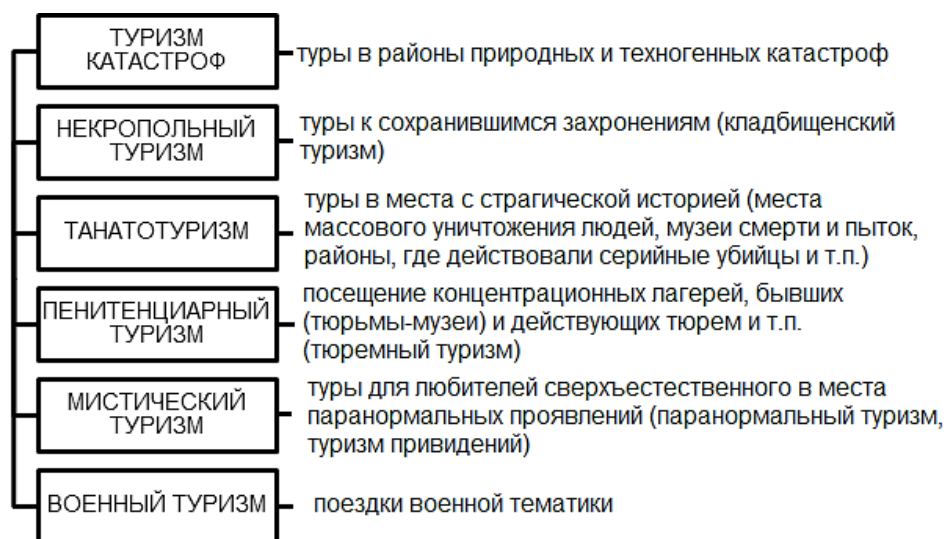 ТУРИЗМ
КАТАСТРОФ
туры в районы природных и техногенных катастроф
НЕКРОПОЛЬНЫЙ
ТУРИЗМ
туры к сохранившимся захронениям (кладбищенский
туризм)
ТАНАТОТУРИЗМ
туры в места с страгической историей (места
массового уничтожения людей, музеи смерти и пыток,
районы, где действовали серийные убийцы и т.п.)
ПЕНИТЕНЦИАРНЫЙ
ТУРИЗМ
посещение концентрационных лагерей, бывших
(тюрьмы-музеи) и действующих тюрем и т.п.
(тюремный туризм)
МИСТИЧЕСКИЙ
ТУРИЗМ
туры для любителей сверхъестественного в места
паранормальных проявлений (паранормальный туризм,
туризм привидений)
ВОЕННЫЙ ТУРИЗМ
поездки военной тематики